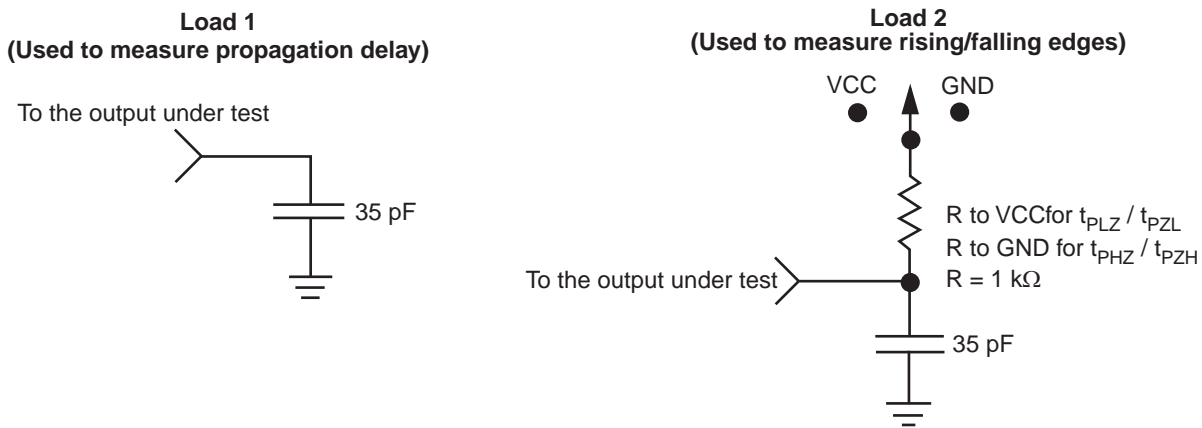 Load 1
(Used to measure propagation delay)
To the output under test
35 pF
Load 2
(Used to measure rising/falling edges)
VCC
GND
R to VCCfor tPLZ / tPZL
R to GND for tPHZ / tPZH
R = 1 kΩ
To the output under test
35 pF